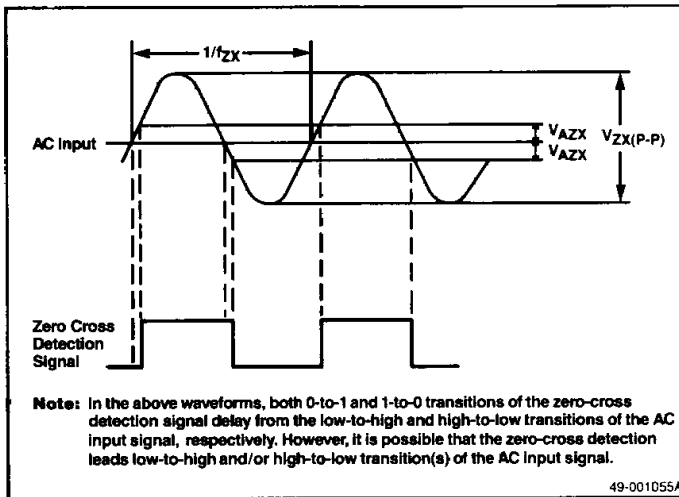 1/fZX
AC Input
VAZX
VAZX
VZX(P-P)
Zero Cross
Detection
Signal
Note: In the above waveforms, both 0-to-1 and 1-to-0 transitions of the zero-cross
detection signal delay from the low-to-high and high-to-low transitions of the AC
input signal, respectively. However, it is possible that the zero-cross detection
leads low-to-high and/or high-to-low transition(s) of the AC input signal.
49-001055A